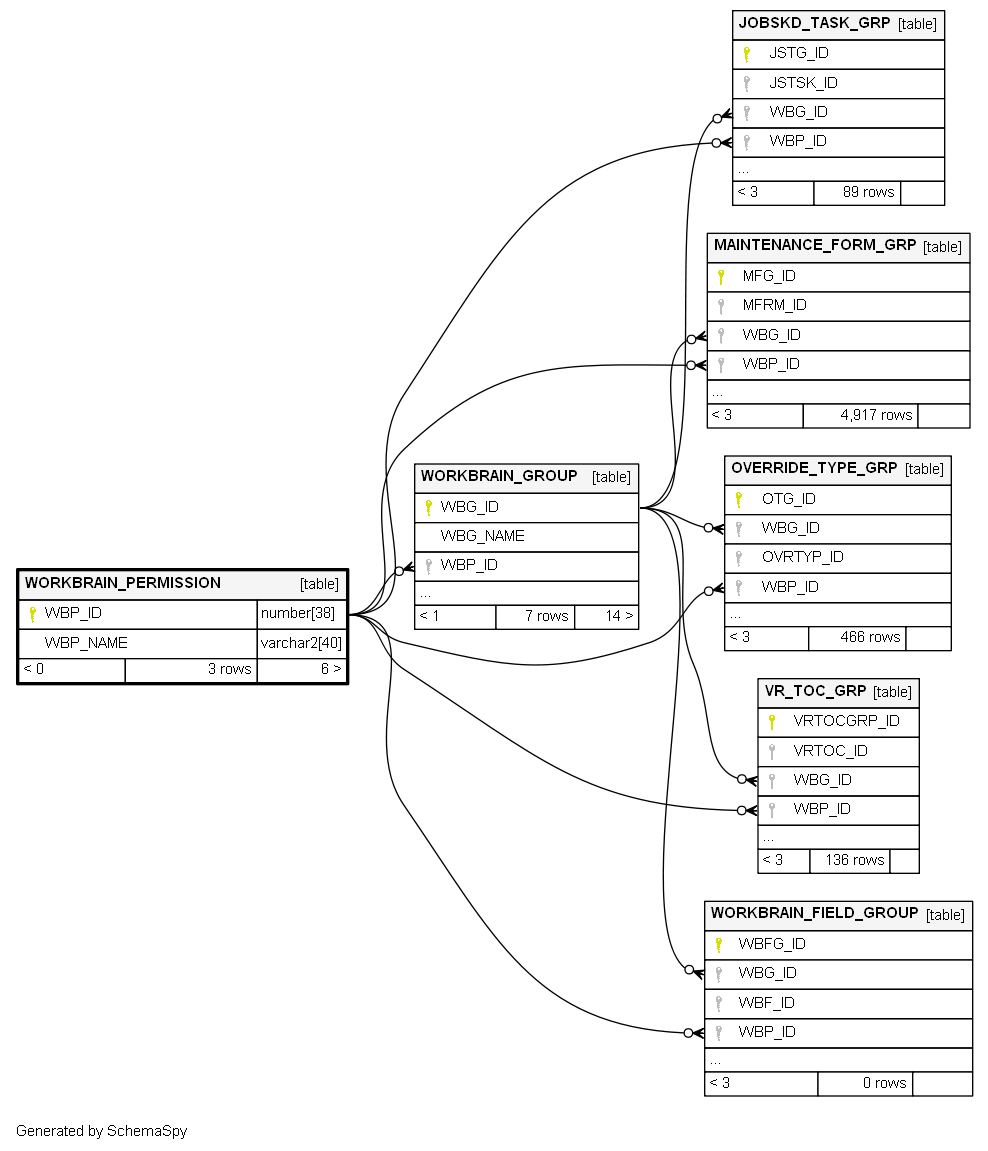 JOBSKD_TASK_GRP [table]
JSTG_ID
JSTSK_ID
WBG_ID
WBP_ID
...
< 3 89 rows
MAINTENANCE_FORM_GRP [table]
MFG_ID
MFRM_ID
WBG_ID
WBP_ID
...
< 3 4,917 rows
WORKBRAIN_GROUP [table]
WBG_ID
WBG_NAME
WBP_ID
...
< 1 7 rows 14 >
OVERRIDE_TYPE_GRP [table]
OTG_ID
WBG_ID
OVRTYP_ID
WBP_ID
...
< 3 466 rows
WORKBRAIN_PERMISSION [table]
WBP_ID number[38]
WBP_NAME varchar2[40]
< 0 3 rows 6 >
VR_TOC_GRP [table]
VRTOCGRP_ID
VRTOC_ID
WBG_ID
WBP_ID
...
< 3 136 rows
WORKBRAIN_FIELD_GROUP [table]
WBFG_ID
WBG_ID
WBF_ID
WBP_ID
...
< 3 0 rows
Generated by SchemaSpy